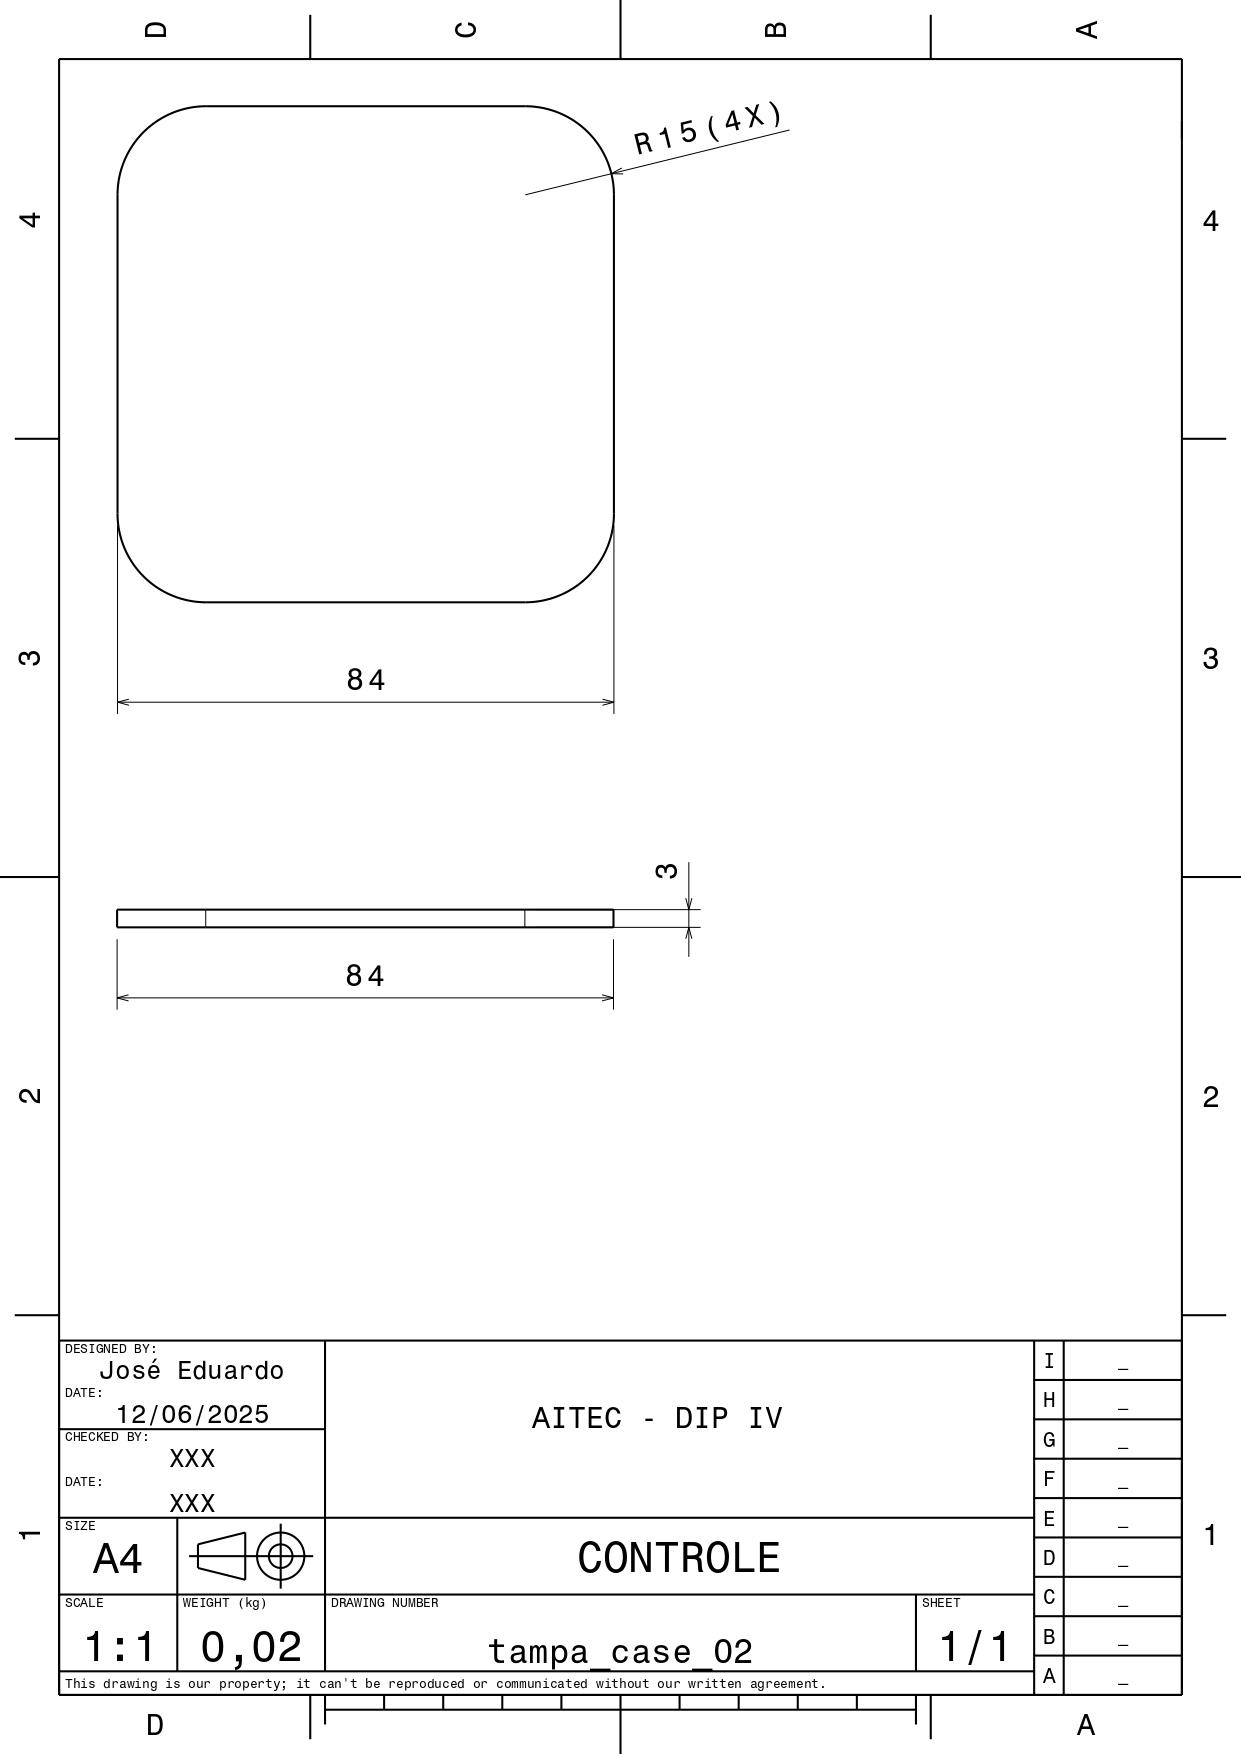 D C B A
R15(4X)
4 4
3 3
84
3
84
2 2
DESIGNED BY:
José Eduardo
DATE:
12/06/2025
CHECKED BY:
XXX
DATE:
XXX
AITEC - DIP IV
I _
H _
G _
F _
E _
D _
C _
B _
A _
1 1
SIZE
A4
CONTROLE
SCALE
1:1
WEIGHT (kg)
0,02
DRAWING NUMBER
tampa_case_02
SHEET
1/1
This drawing is our property; it can't be reproduced or communicated without our written agreement.
D A